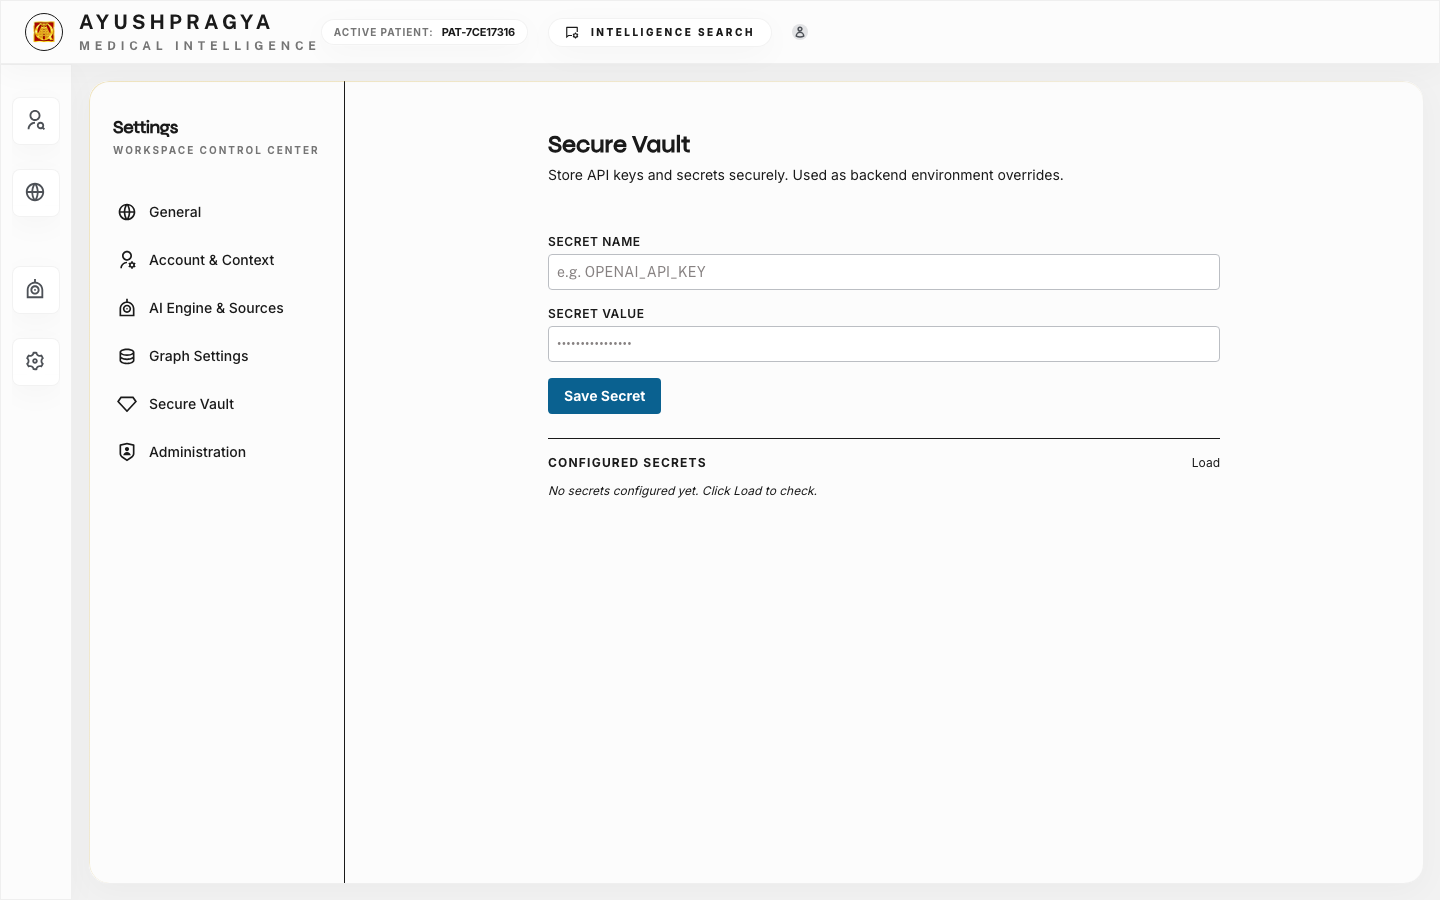 AYUSHPRAGYA
MEDICAL INTELLIGENCE
ACTIVE PATIENT: PAT-7CE17316
INTELLIGENCE SEARCH
Settings
WORKSPACE CONTROL CENTER
General
Account & Context
AI Engine & Sources
Graph Settings
Secure Vault
Administration
Secure Vault
Store API keys and secrets securely. Used as backend environment overrides.
SECRET NAME
e.g. OPENAI_API_KEY
SECRET VALUE
••••••••••••••••
Save Secret
CONFIGURED SECRETS
Load
No secrets configured yet. Click Load to check.